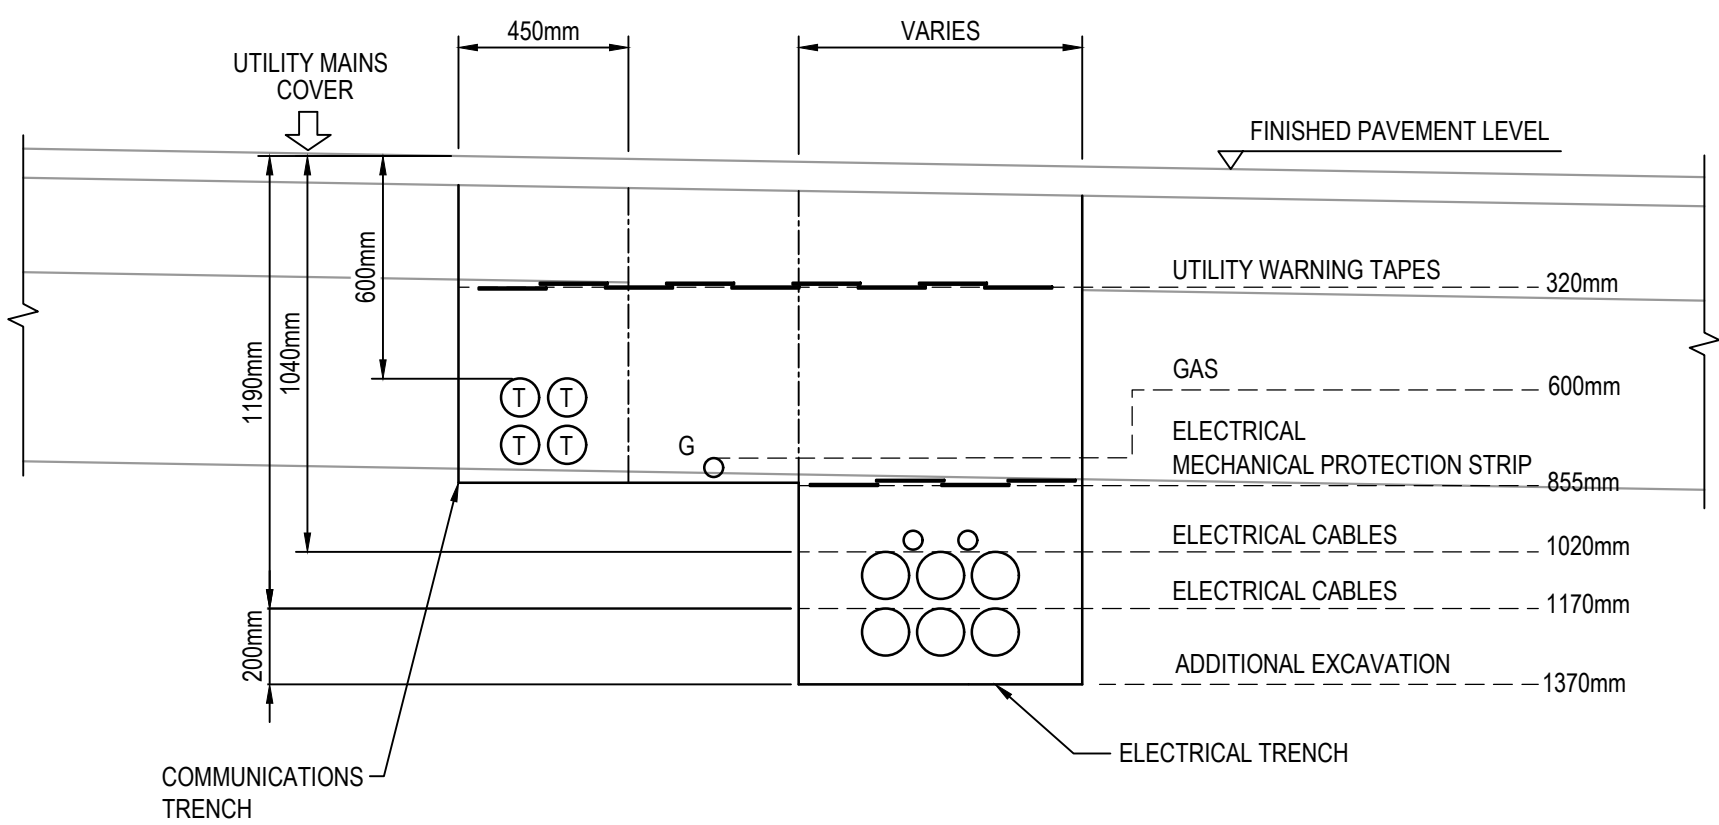 450mm
VARIES
UTILITY MAINS
COVER
FINISHED PAVEMENT LEVEL
600mm
1040mm
1190mm
200mm
UTILITY WARNING TAPES
320mm
GAS
600mm
T T
T T
G
ELECTRICAL
MECHANICAL PROTECTION STRIP
855mm
ELECTRICAL CABLES
1020mm
ELECTRICAL CABLES
1170mm
ADDITIONAL EXCAVATION
1370mm
ELECTRICAL TRENCH
COMMUNICATIONS
TRENCH